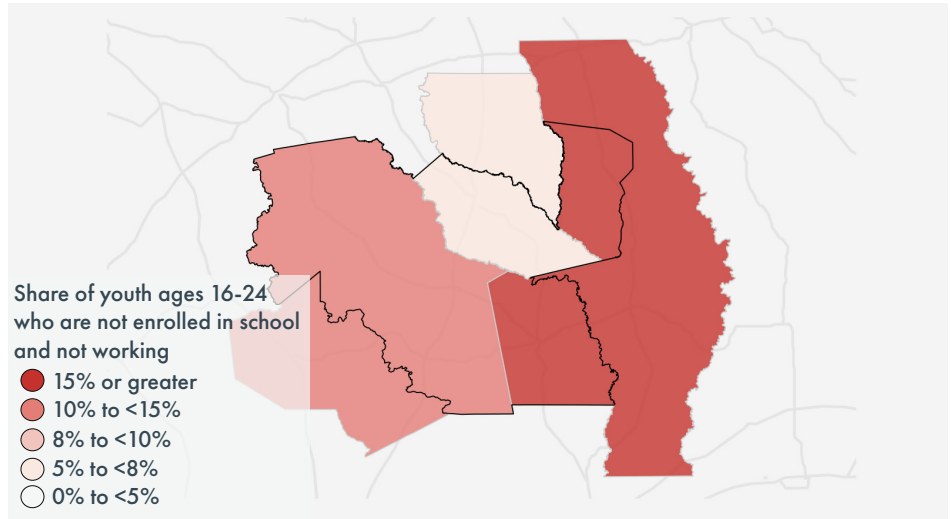 Share of youth ages 16-24
who are not enrolled in school
and not working
15% or greater
10% to <15%
8% to <10%
5% to <8%
0% to <5%